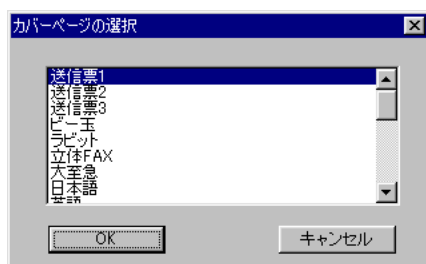 カバーページの選択
送信票1
送信票2
送信票3
ビー玉
ラビット
立体FAX
大至急
日本語
英語
OK
キャンセル